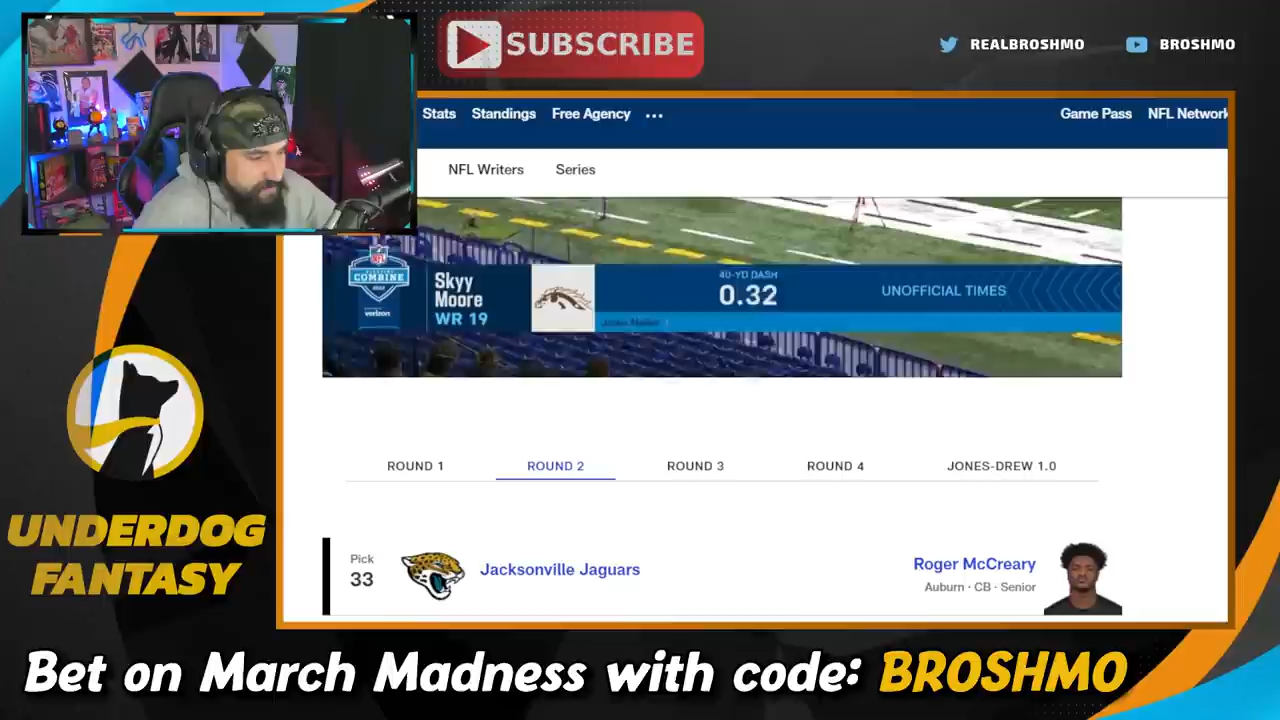 SUBSCRIBE
REALBROSHMO
BROSHMO
Stats Standings Free Agency ...
Game Pass NFL Network
NFL Writers Series
COMBINE
verizon
Skyy
Moore
WR 19
40-YD DASH
0.32
UNOFFICIAL TIMES
ROUND 1 ROUND 2 ROUND 3 ROUND 4 JONES-DREW 1.0
Pick
33
Jacksonville Jaguars
Roger McCreary
Auburn · CB · Senior
UNDERDOG
FANTASY
Bet on March Madness with code: BROSHMO